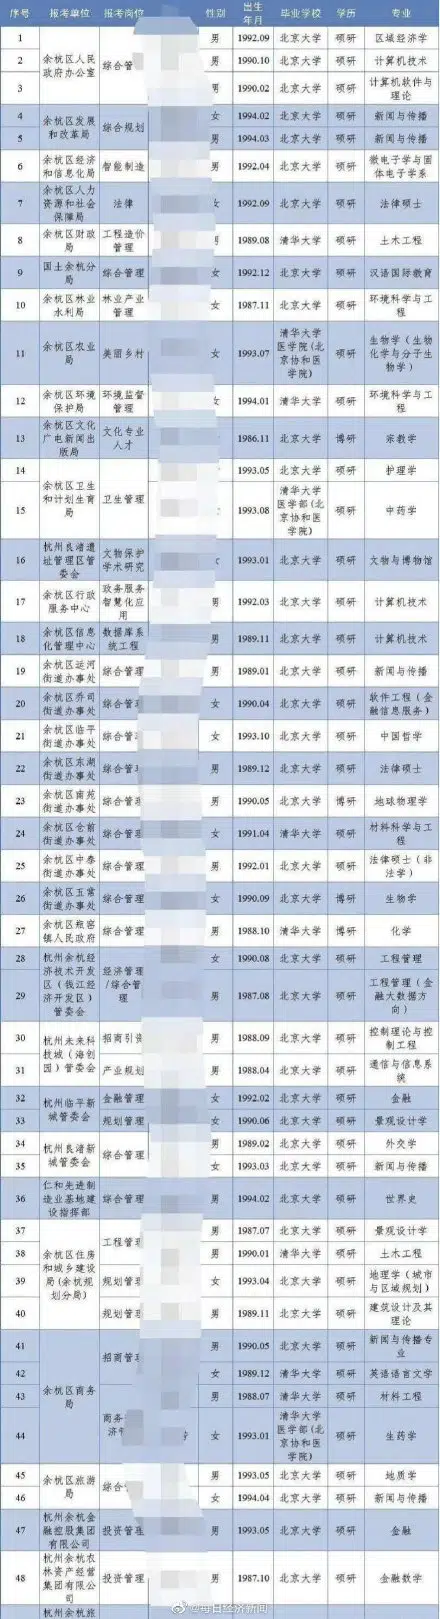 序号 报考单位 报考岗位 性别 出生年月 毕业学校 学历 专业
1 余杭区人民政府办公室 综合管 男 1992.09 北京大学 硕研 区域经济学
2 男 1990.10 北京大学 硕研 计算机技术
3 男 1990.02 北京大学 硕研 计算机软件与理论
4 余杭区发展和改革局 综合规划 女 1994.02 北京大学 硕研 新闻与传播
5 男 1994.03 北京大学 硕研 新闻与传播
6 余杭区经济和信息化局 智能制造 男 1992.04 北京大学 硕研 微电子学与固体电子学系
7 余杭区人力资源和社会保障局 法律 女 1992.09 北京大学 硕研 法律硕士
8 余杭区财政局 工程造价管理 男 1989.08 清华大学 硕研 土木工程
9 国土余杭分局 综合管理 女 1992.12 北京大学 硕研 汉语国际教育
10 余杭区林业水利局 林业产业管理 女 1987.11 北京大学 硕研 环境科学与工程
11 余杭区农业局 美丽乡村 女 1993.07 清华大学医学院(北京协和医学院) 硕研 生物学（生物化学与分子生物学）
12 余杭区环境保护局 环境监督管理 女 1994.01 清华大学 硕研 环境科学与工程
13 余杭区文化广电新闻出版局 文化专业人才 女 1986.11 北京大学 博研 宗教学
14 余杭区卫生和计划生育局 卫生管理 1993.05 北京大学 硕研 护理学
15 女 1993.08 清华大学医学部(北京协和医学院) 硕研 中药学
16 杭州良渚遗址管理区管委会 文物保护学术研究 女 1993.01 北京大学 硕研 文物与博物馆
17 余杭区行政服务中心 政务服务智慧化应用 男 1992.03 北京大学 硕研 计算机技术
18 余杭区信息化管理中心 数据库系统工程 男 1989.11 北京大学 硕研 计算机技术
19 余杭区运河街道办事处 综合管理 男 1989.01 北京大学 硕研 新闻与传播
20 余杭区乔司街道办事处 综合管理 女 1990.04 北京大学 硕研 软件工程（金融信息服务）
21 余杭区临平街道办事处 综合管 女 1993.10 北京大学 硕研 中国哲学
22 余杭区东湖街道办事处 综合管 男 1989.12 北京大学 硕研 法律硕士
23 余杭区南苑街道办事处 综合管 男 1990.05 北京大学 博研 地球物理学
24 余杭区仓前街道办事处 综合管理 女 1991.04 清华大学 硕研 材料科学与工程
25 余杭区中泰街道办事处 综合管理 男 1992.01 北京大学 硕研 法律硕士（非法学）
26 余杭区五常街道办事处 综合管理 女 1990.09 北京大学 博研 生物学
27 余杭区瓶窑镇人民政府 综合管理 男 1988.10 清华大学 博研 化学
28 杭州余杭经济技术开发区（钱江经济开发区）管委会 经济管理/综合管理 女 1990.08 北京大学 硕研 工程管理
29 男 1987.08 北京大学 硕研 工程管理（金融大数据方向）
30 杭州未来科技城（海创园）管委会 招商引资 男 1988.09 北京大学 硕研 控制理论与控制工程
31 产业规划 男 1988.04 北京大学 硕研 通信与信息系统
32 杭州临平新城管委会 金融管理 女 1992.02 北京大学 硕研 金融
33 规划管理 女 1990.06 北京大学 硕研 景观设计学
34 杭州良渚新城管委会 综合管理 男 1989.02 北京大学 硕研 外交学
35 女 1993.03 北京大学 硕研 新闻与传播
36 仁和先进制造业基地建设指挥部 综合管理 男 1994.02 北京大学 硕研 世界史
37 余杭区住房和城乡建设局(余杭规划分局) 工程管 男 1987.07 北京大学 硕研 景观设计学
38 男 1990.01 清华大学 硕研 土木工程
39 规划管理 女 1993.04 北京大学 硕研 地理学（城市与区域规划）
40 规划管理 男 1989.11 北京大学 硕研 建筑设计及其理论
41 余杭区商务局 招商管 男 1990.05 北京大学 硕研 新闻与传播专业
42 女 1989.12 清华大学 硕研 英语语言文学
43 商务 男 1988.07 清华大学 硕研 材料工程
44 女 1993.01 清华大学医学部(北京协和医学院) 硕研 生药学
45 余杭区旅游局 综合 男 1993.05 北京大学 硕研 地质学
46 女 1994.04 北京大学 硕研 新闻与传播
47 杭州余杭金融控股集团有限公司 投资管理 男 1993.05 北京大学 硕研 金融
48 杭州余杭农林资产经营集团有限公司 投资管理 男 1987.10 北京大学 硕研 金融数学
杭州余杭旅
@每日经济新闻